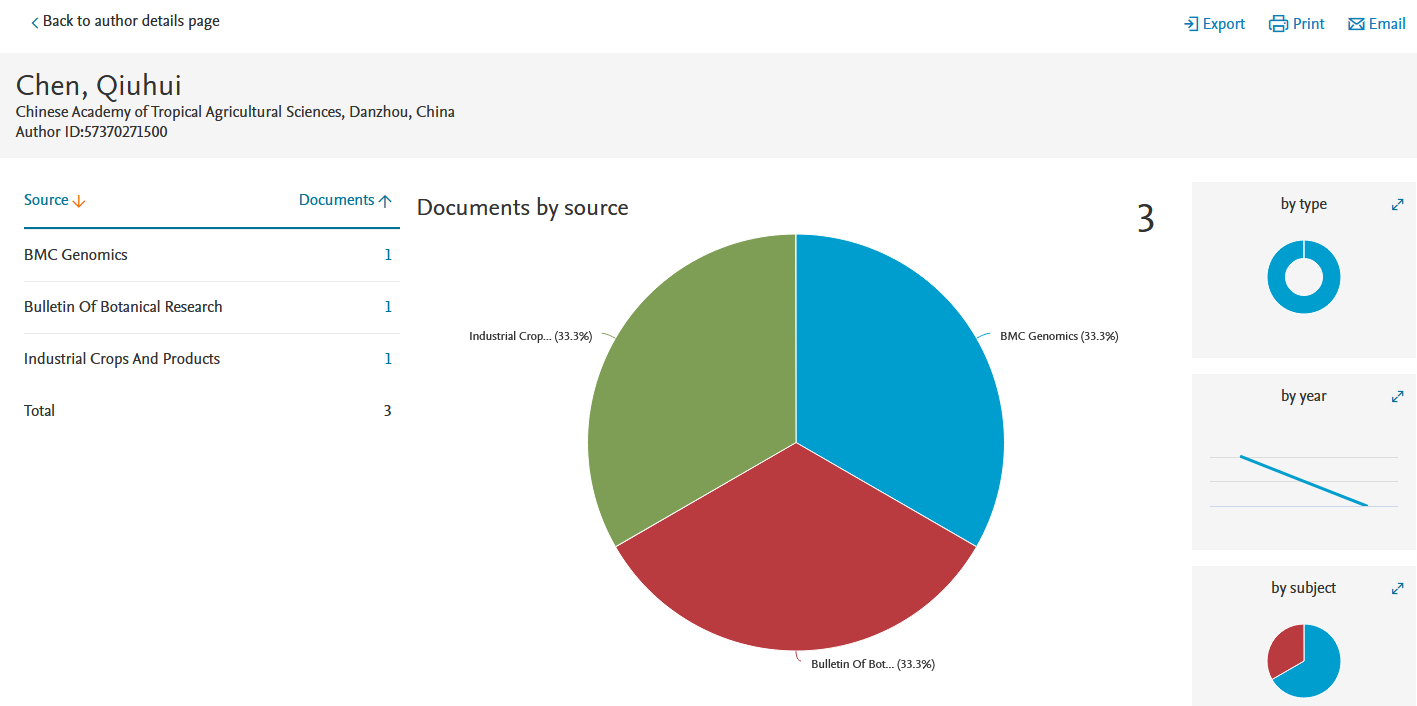 Back to author details page
Export
Print
Email
Chen, Qiuhui
Chinese Academy of Tropical Agricultural Sciences, Danzhou, China
Author ID:57370271500
Source
Documents
BMC Genomics 1
Bulletin Of Botanical Research 1
Industrial Crops And Products 1
Total 3
Documents by source
3
Industrial Crop... (33.3%)
BMC Genomics (33.3%)
Bulletin Of Bot... (33.3%)
by type
by year
by subject